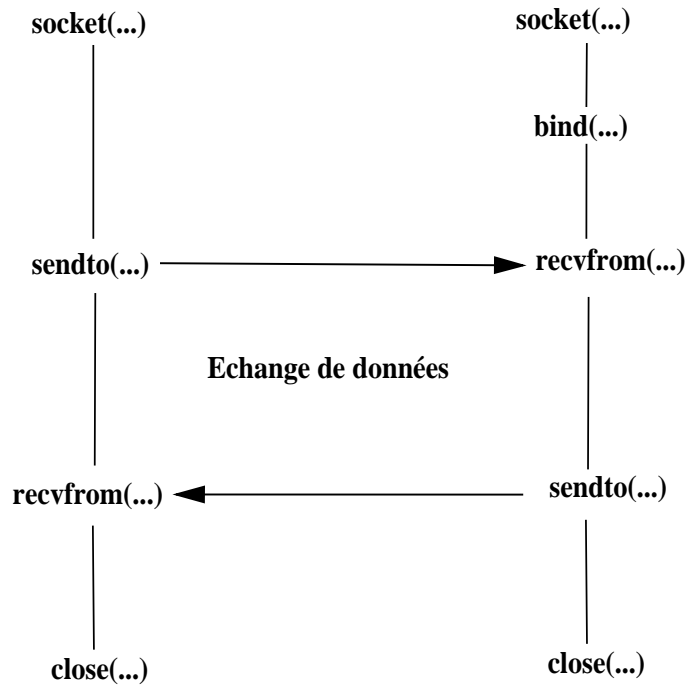 socket(...)
socket(...)
bind(...)
sendto(...)
recvfrom(...)
Echange de données
recvfrom(...)
sendto(...)
close(...)
close(...)